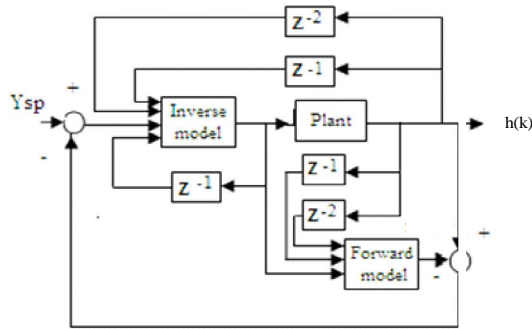 z-2
z-1
+
Ysp
-
Inverse
model
Plant
h(k)
z-1
z-1
z-2
+
-
Forward
model